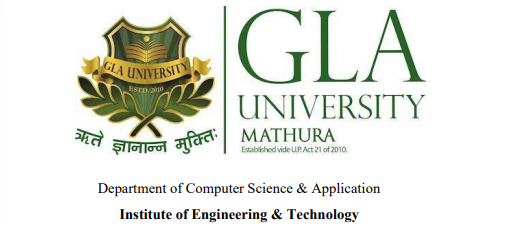 GLA UNIVERSITY
ESTD. 2010
ऋते ज्ञानान्न मुक्तिः
GLA
UNIVERSITY
MATHURA
Established vide U.P. Act 21 of 2010.
Department of Computer Science & Application
Institute of Engineering & Technology